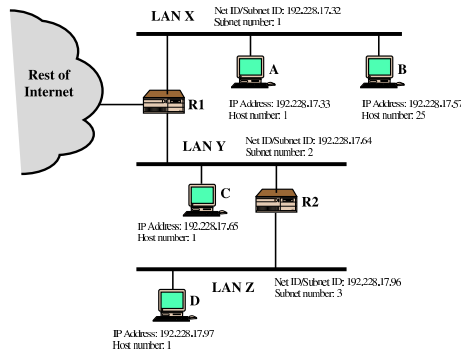 LAN X
Net ID/Subnet ID: 192.228.17.32
Subnet number: 1
Rest of
Internet
A
B
R1
IP Address: 192.228.17.33
Host number: 1
IP Address: 192.228.17.57
Host number: 25
LAN Y
Net ID/Subnet ID: 192.228.17.64
Subnet number: 2
C
R2
IP Address: 192.228.17.65
Host number: 1
LAN Z
Net ID/Subnet ID: 192.228.17.96
Subnet number: 3
D
IP Address: 192.228.17.97
Host number: 1